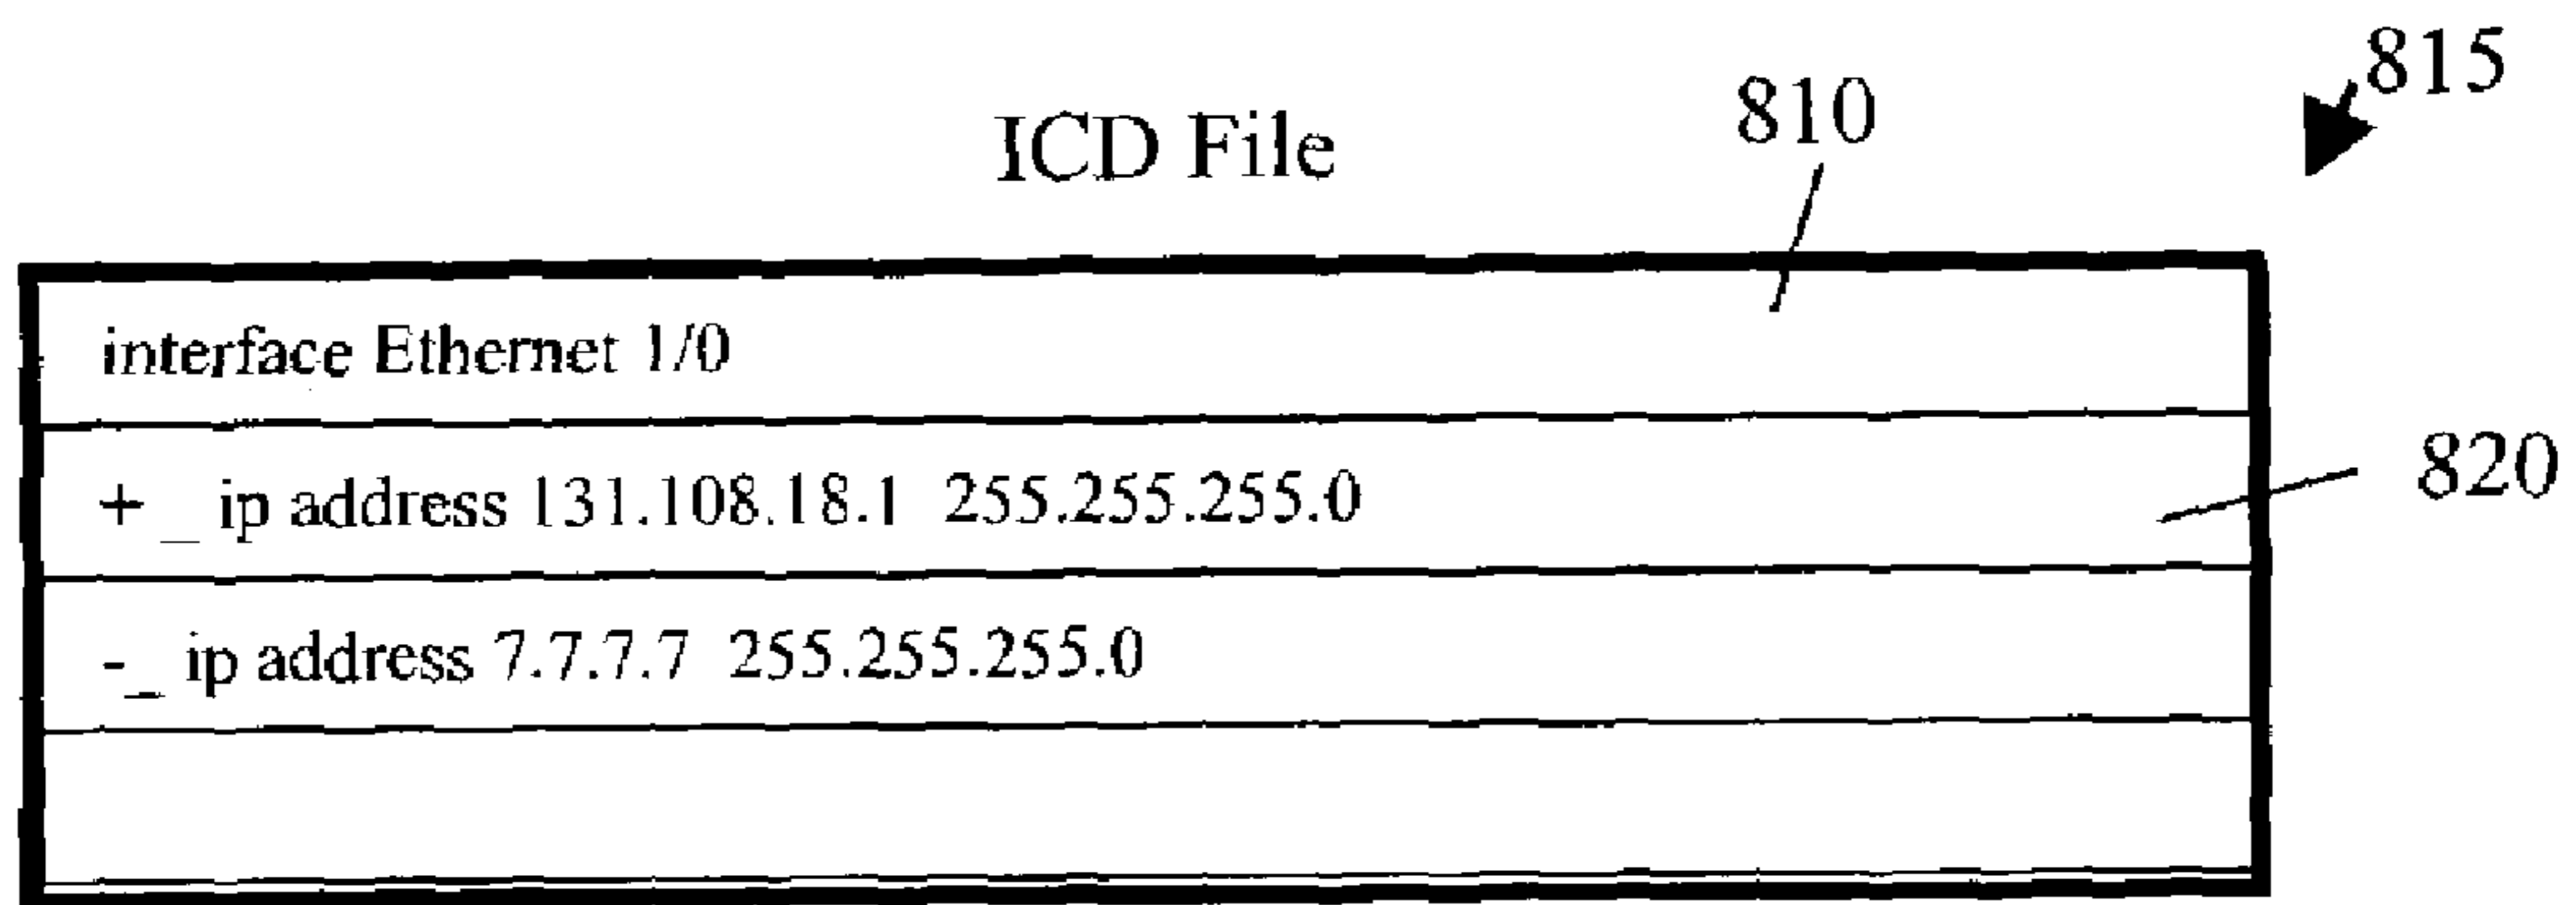 815
810
ICD File
interface Ethernet 1/0
+ _ ip address 131.108.18.1 255.255.255.0
820
-_ ip address 7.7.7.7 255.255.255.0